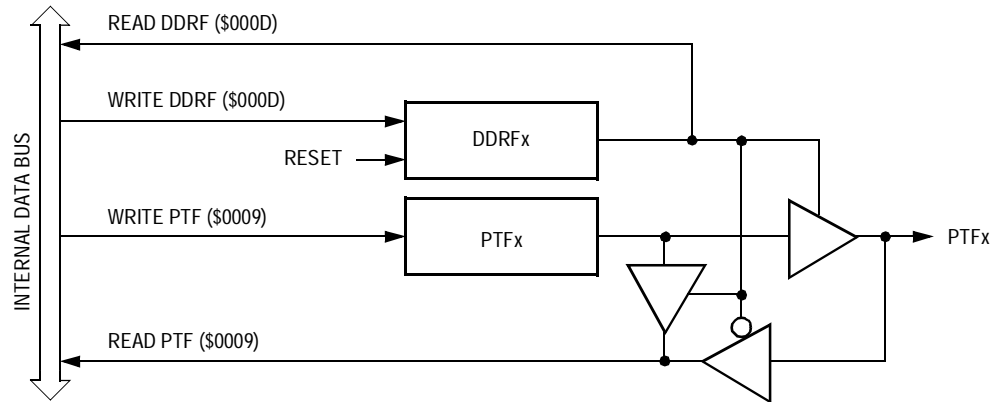 READ DDRF ($000D)
WRITE DDRF ($000D)
DDRFx
RESET
INTERNAL DATA BUS
WRITE PTF ($0009)
PTFx
PTFx
READ PTF ($0009)